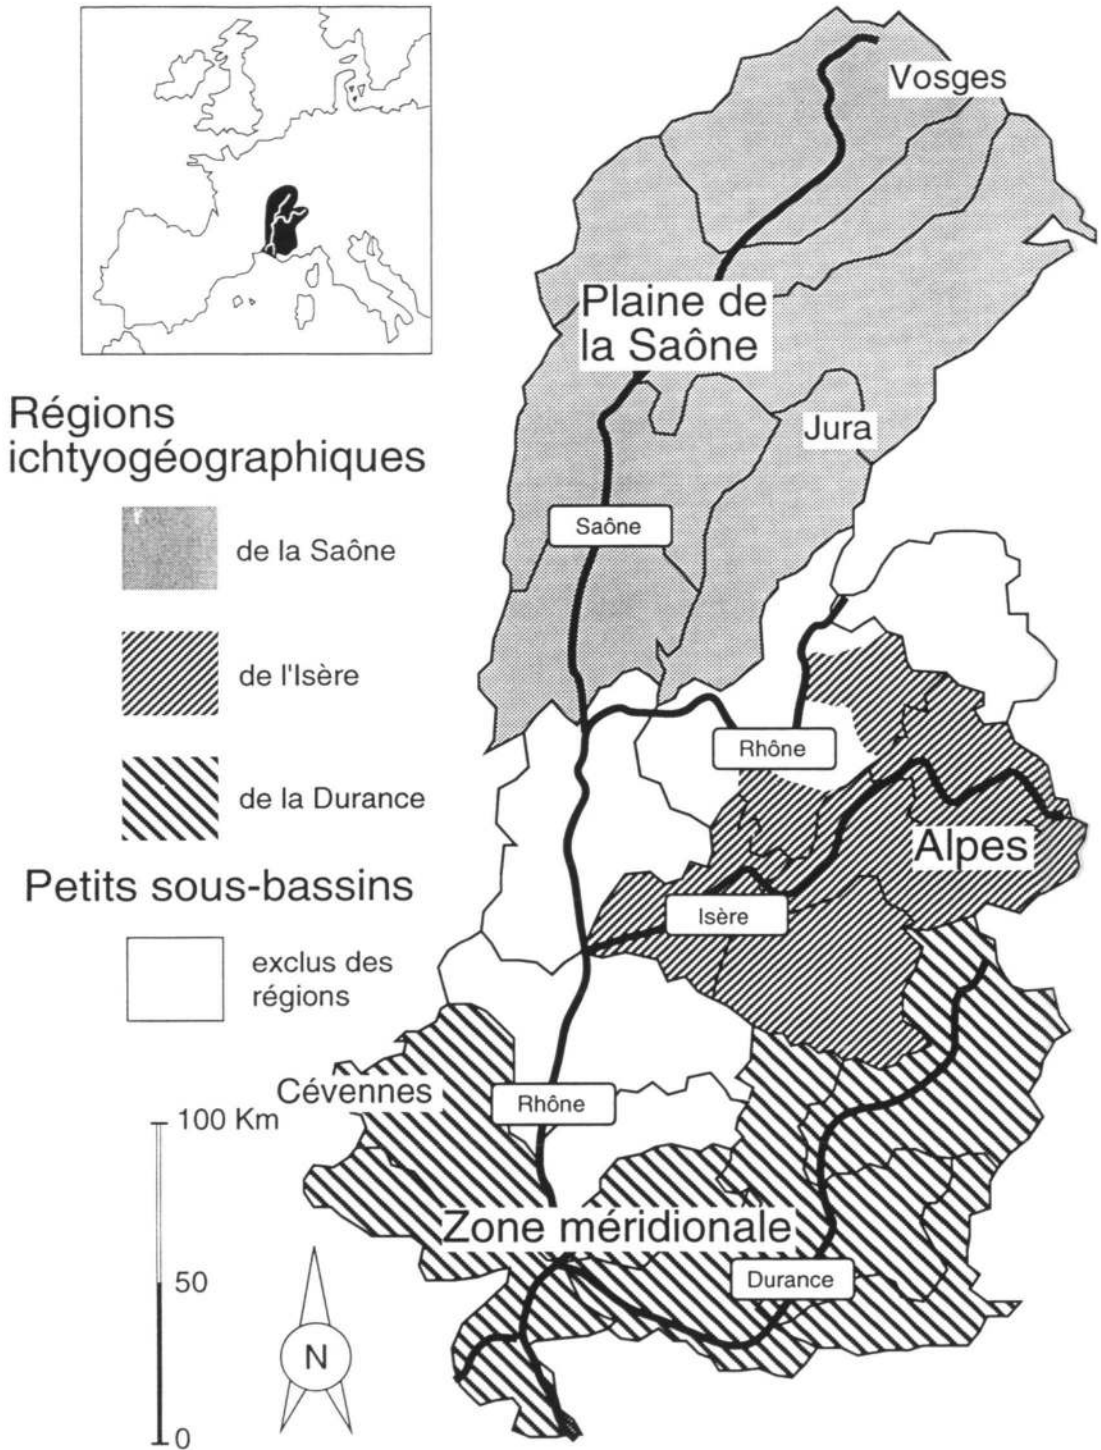 Vosges
Plaine de
la Saône
Régions
ichtyogéographiques
Jura
Saône
de la Saône
de l'Isère
Rhône
de la Durance
Alpes
Petits sous-bassins
Isère
exclus des
régions
Cévennes
Rhône
100 Km
Zone méridionale
50
Durance
N
0